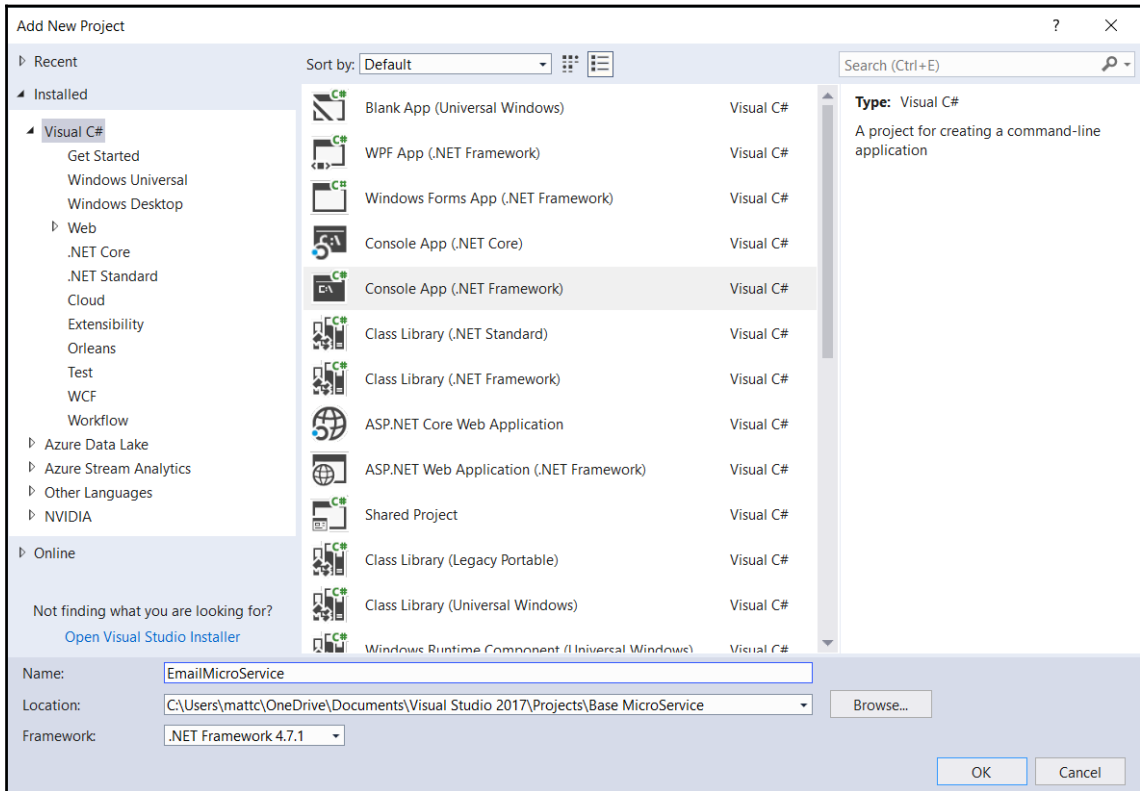 Add New Project
?
Recent
Sort by: Default
Search (Ctrl+E)
Installed
Visual C#
Get Started
Windows Universal
Windows Desktop
Web
.NET Core
.NET Standard
Cloud
Extensibility
Orleans
Test
WCF
Workflow
Azure Data Lake
Azure Stream Analytics
Other Languages
NVIDIA
Online
Not finding what you are looking for?
Open Visual Studio Installer
C# Blank App (Universal Windows) Visual C#
C# WPF App (.NET Framework) Visual C#
C# Windows Forms App (.NET Framework) Visual C#
C# Console App (.NET Core) Visual C#
C# Console App (.NET Framework) Visual C#
C# Class Library (.NET Standard) Visual C#
C# Class Library (.NET Framework) Visual C#
C# ASP.NET Core Web Application Visual C#
C# ASP.NET Web Application (.NET Framework) Visual C#
C# Shared Project Visual C#
C# Class Library (Legacy Portable) Visual C#
C# Class Library (Universal Windows) Visual C#
C# Windows Runtime Component (Universal Windows) Visual C#
Type: Visual C#
A project for creating a command-line
application
Name: EmailMicroService
Location: C:\Users\mattc\OneDrive\Documents\Visual Studio 2017\Projects\Base MicroService
Browse...
Framework: .NET Framework 4.7.1
OK
Cancel